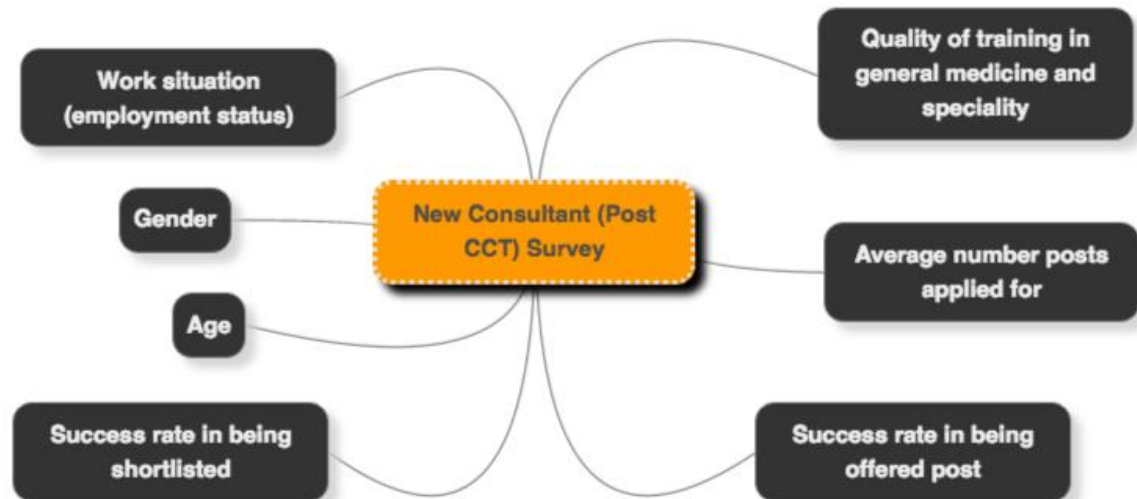 Work situation
(employment status)
Quality of training in
general medicine and
speciality
Gender
New Consultant (Post
CCT) Survey
Average number posts
applied for
Age
Success rate in being
shortlisted
Success rate in being
offered post